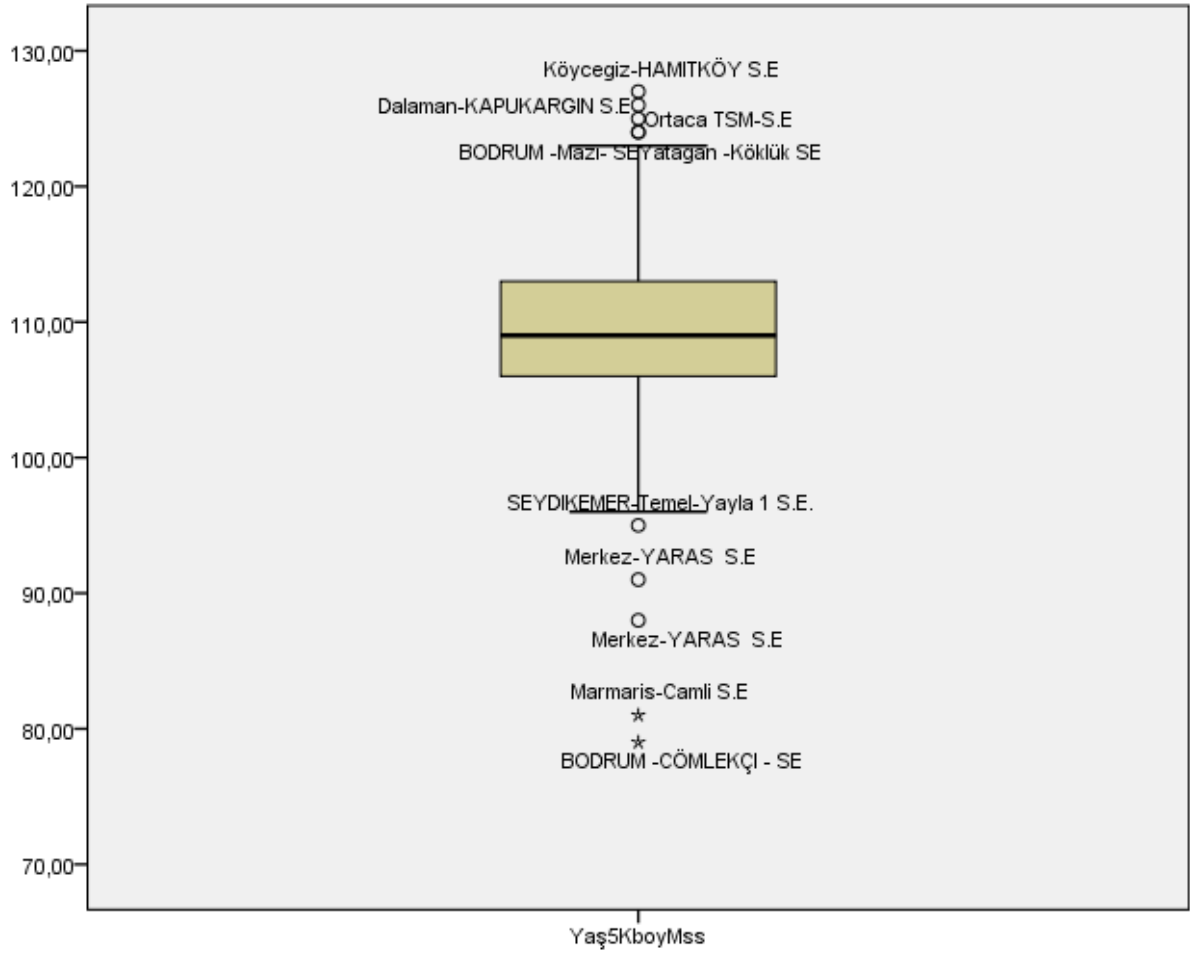 130,00
Köycegiz-HAMITKÖY S.E
Dalaman-KAPUKARGIN S.E
Ortaca TSM-S.E
BODRUM -Mazı- SE
Yatağan -Köklük SE
120,00
110,00
100,00
SEYDIKEMER-Temel-Yayla 1 S.E.
Merkez-YARAS  S.E
90,00
Merkez-YARAS  S.E
Marmaris-Camli S.E
80,00
BODRUM -CÖMLEKÇI - SE
70,00
Yaş5KboyMss